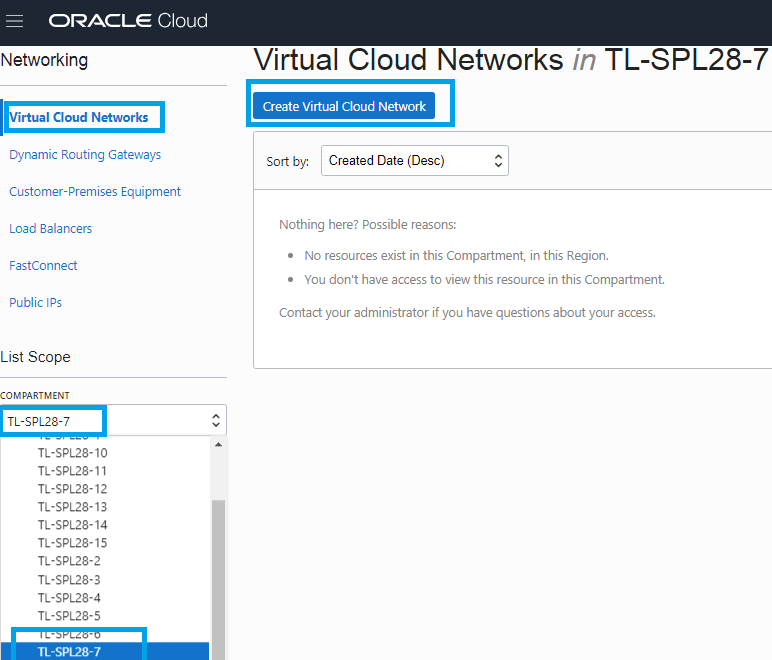 ORACLE Cloud
Networking
Virtual Cloud Networks
Dynamic Routing Gateways
Customer-Premises Equipment
Load Balancers
FastConnect
Public IPs
List Scope
COMPARTMENT
TL-SPL28-7
TL-SPL28-10
TL-SPL28-11
TL-SPL28-12
TL-SPL28-13
TL-SPL28-14
TL-SPL28-15
TL-SPL28-2
TL-SPL28-3
TL-SPL28-4
TL-SPL28-5
TL-SPL28-6
TL-SPL28-7
Virtual Cloud Networks in TL-SPL28-7
Create Virtual Cloud Network
Sort by: Created Date (Desc)
Nothing here? Possible reasons:
No resources exist in this Compartment, in this Region.
You don't have access to view this resource in this Compartment.
Contact your administrator if you have questions about your access.